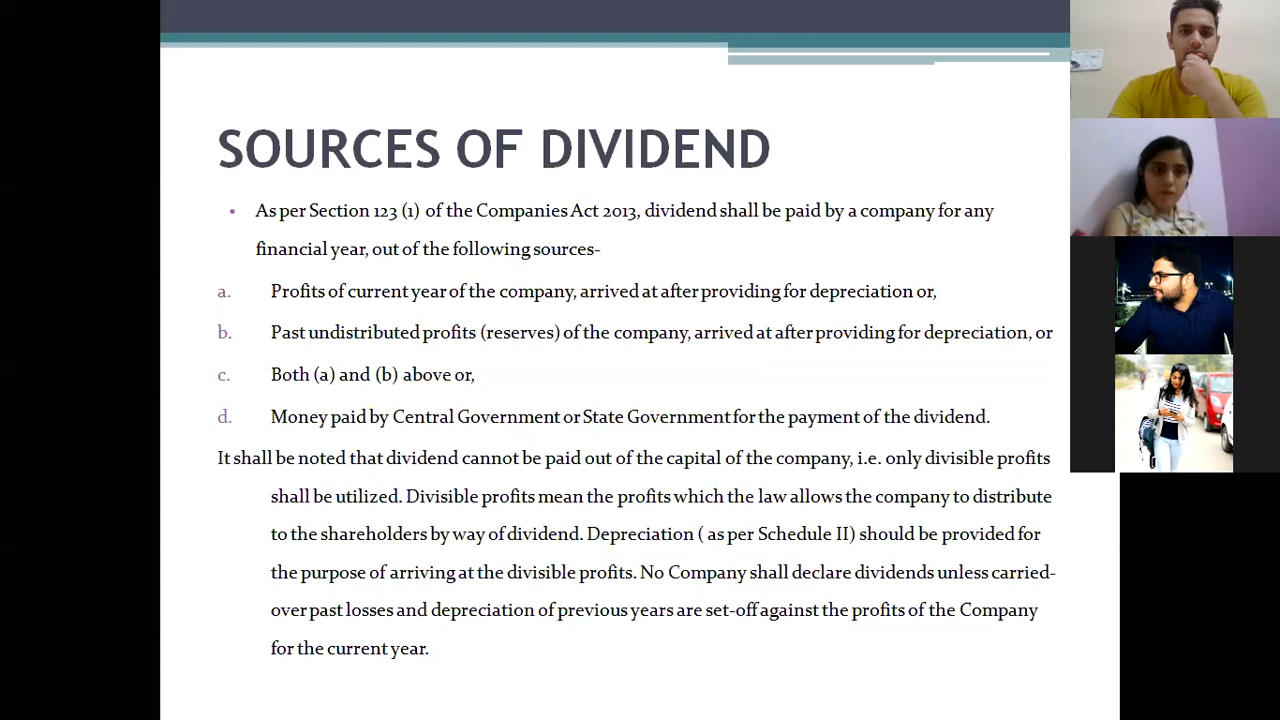 SOURCES OF DIVIDEND
• As per Section 123 (1) of the Companies Act 2013, dividend shall be paid by a company for any
financial year, out of the following sources-
a. Profits of current year of the company, arrived at after providing for depreciation or,
b. Past undistributed profits (reserves) of the company, arrived at after providing for depreciation, or
c. Both (a) and (b) above or,
d. Money paid by Central Government or State Government for the payment of the dividend.
It shall be noted that dividend cannot be paid out of the capital of the company, i.e. only divisible profits
shall be utilized. Divisible profits mean the profits which the law allows the company to distribute
to the shareholders by way of dividend. Depreciation ( as per Schedule II) should be provided for
the purpose of arriving at the divisible profits. No Company shall declare dividends unless carried-
over past losses and depreciation of previous years are set-off against the profits of the Company
for the current year.